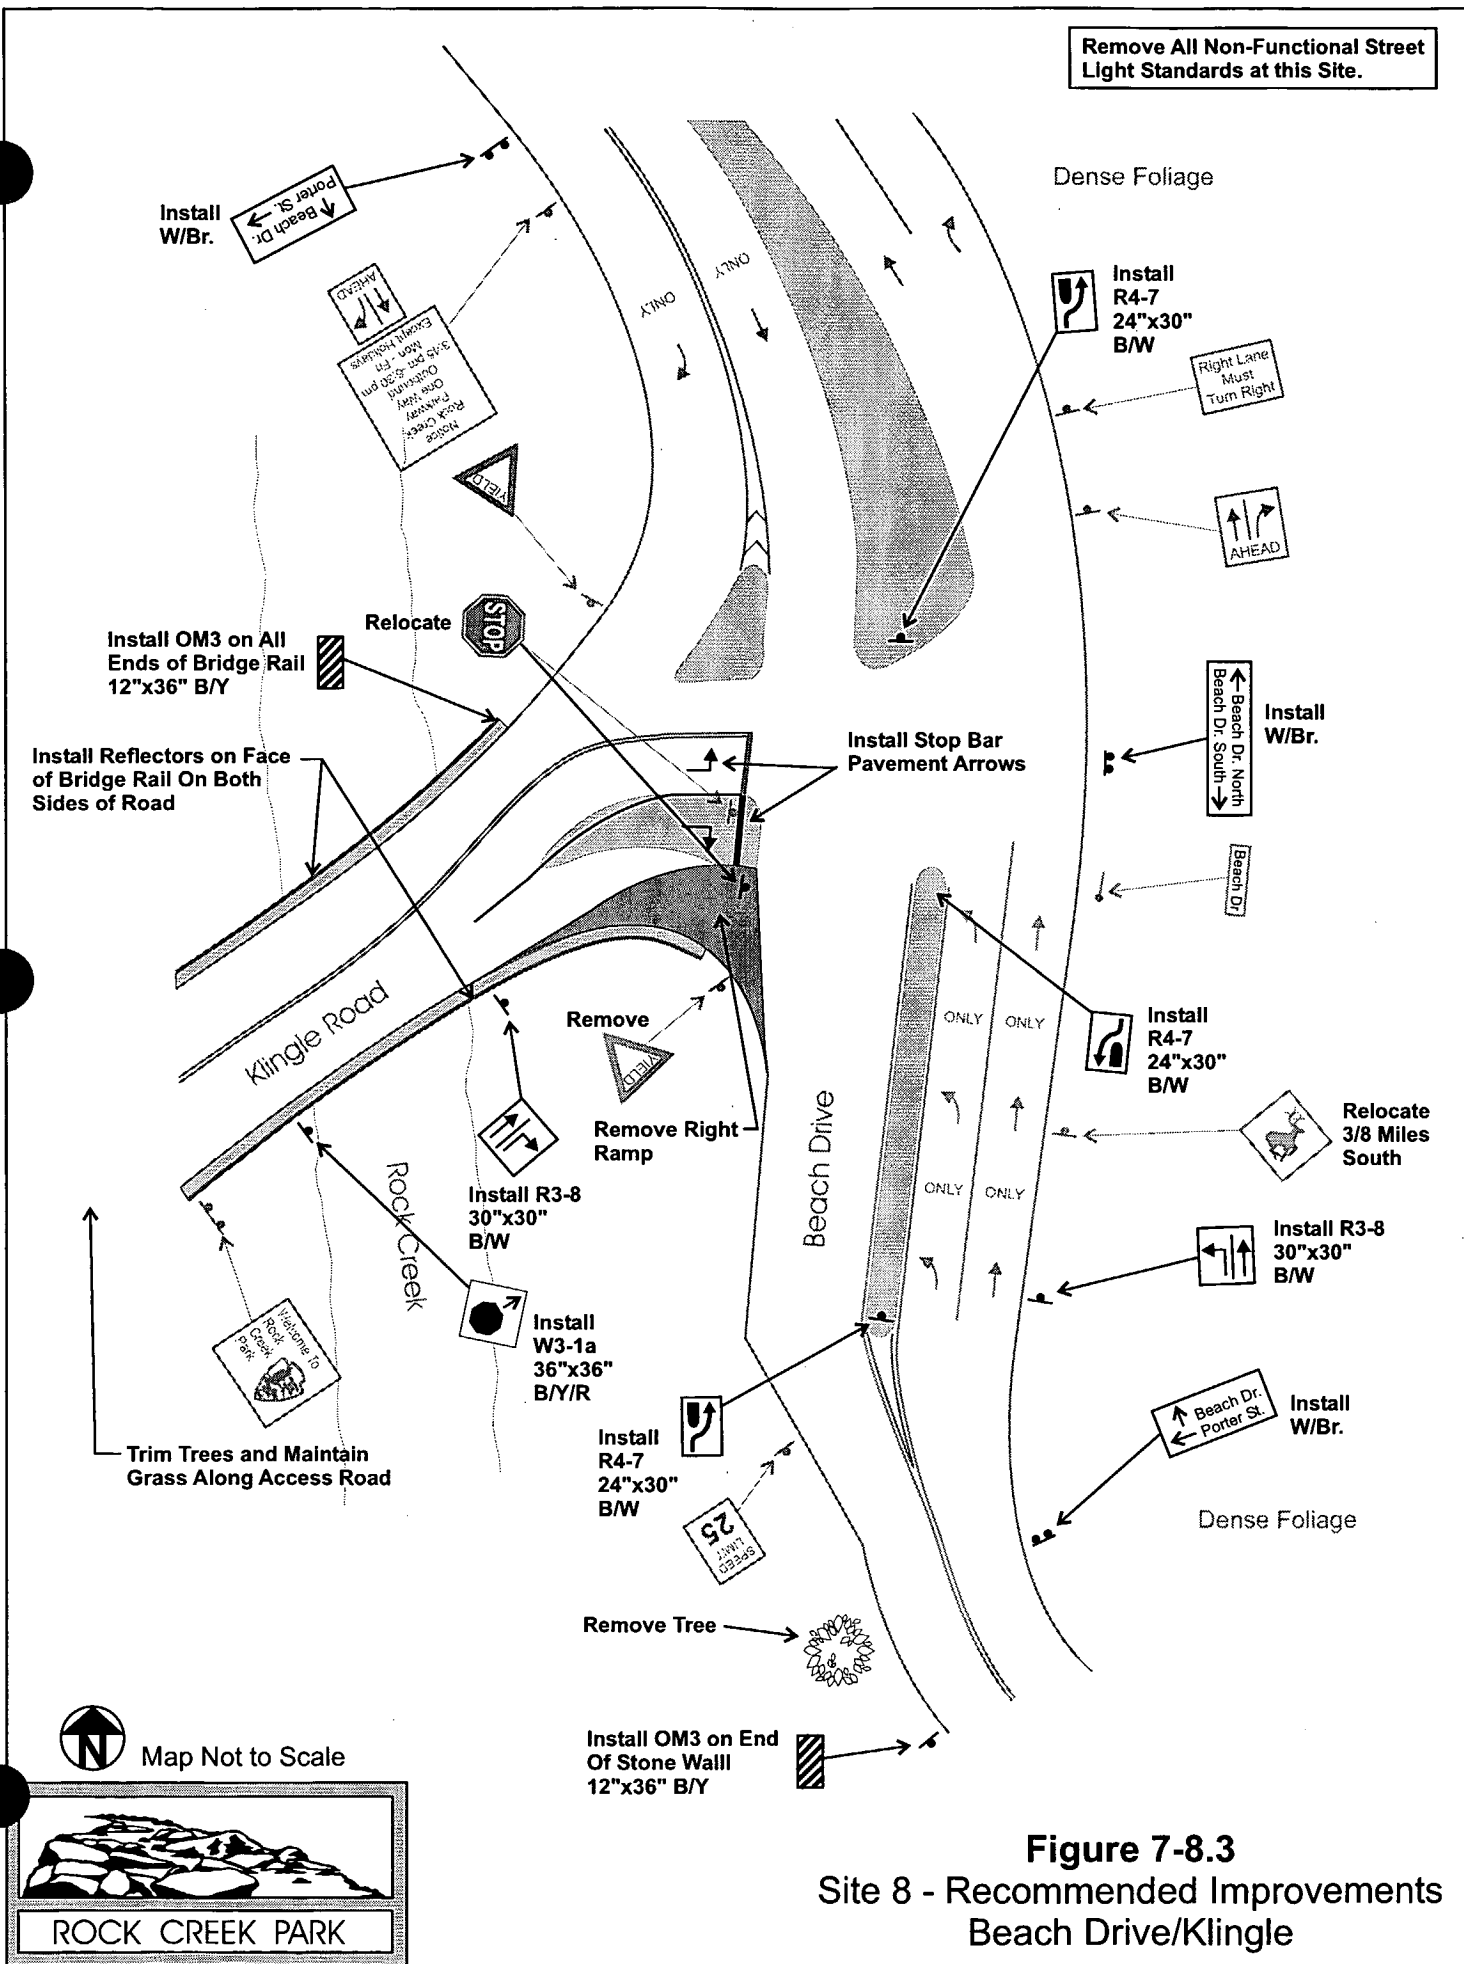 Remove All Non-Functional Street
Light Standards at this Site.
Dense Foliage
Install
W/Br.
Beach Dr.
Porter St.
AHEAD
Notice
Rock Creek
Parkway
One Way
Outbound
3:45 pm -6:30 pm
Mon - Fri
Except Holidays
YIELD
ONLY
ONLY
Install
R4-7
24"x30"
B/W
Right Lane
Must
Turn Right
AHEAD
Relocate
STOP
Install OM3 on All
Ends of Bridge Rail
12"x36" B/Y
Install Reflectors on Face
of Bridge Rail On Both
Sides of Road
Install Stop Bar
Pavement Arrows
Beach Dr. North
Beach Dr. South
Install
W/Br.
Beach Dr
Klingle Road
Remove
YIELD
Remove Right
Ramp
Install R3-8
30"x30"
B/W
Rock Creek
Beach Drive
ONLY
ONLY
ONLY
ONLY
Install
R4-7
24"x30"
B/W
Relocate
3/8 Miles
South
Install R3-8
30"x30"
B/W
Install
W3-1a
36"x36"
B/Y/R
Welcome To
Rock
Creek
Park
Trim Trees and Maintain
Grass Along Access Road
Install
R4-7
24"x30"
B/W
SPEED
LIMIT
25
Beach Dr.
Porter St.
Install
W/Br.
Dense Foliage
Remove Tree
Install OM3 on End
Of Stone Walll
12"x36" B/Y
N
Map Not to Scale
ROCK CREEK PARK
Figure 7-8.3
Site 8 - Recommended Improvements
Beach Drive/Klingle